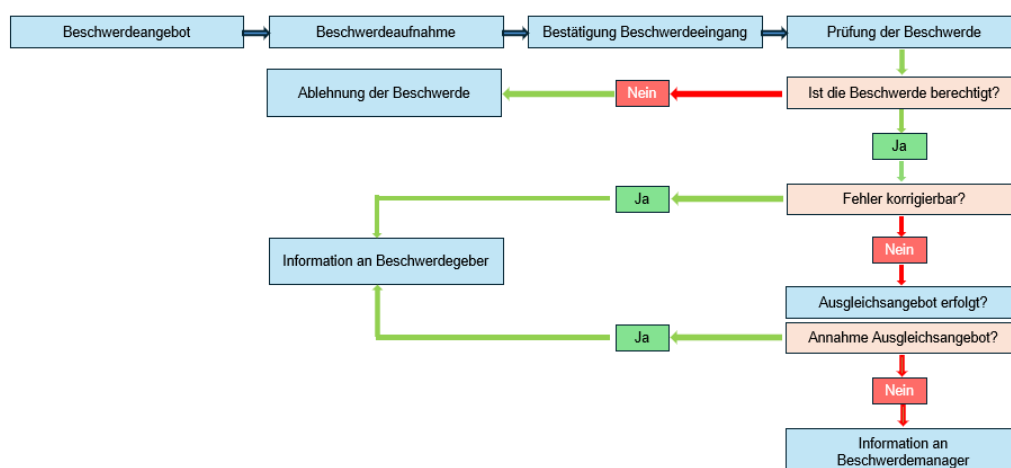 Beschwerdeangebot
Beschwerdeaufnahme
Bestätigung Beschwerdeeingang
Prüfung der Beschwerde
Ablehnung der Beschwerde
Nein
Ist die Beschwerde berechtigt?
Ja
Ja
Fehler korrigierbar?
Nein
Information an Beschwerdegeber
Ausgleichsangebot erfolgt?
Ja
Annahme Ausgleichsangebot?
Nein
Information an
Beschwerdemanager